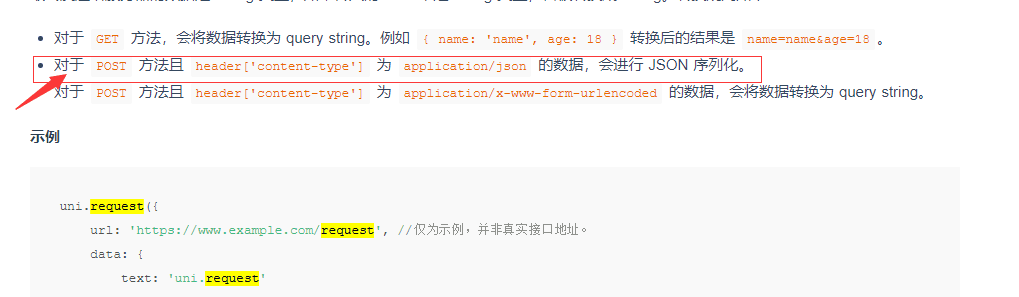 对于 GET 方法，会将数据转换为 query string。例如 { name: 'name', age: 18 } 转换后的结果是 name=name&age=18 。
对于 POST 方法且 header['content-type'] 为 application/json 的数据，会进行 JSON 序列化。
对于 POST 方法且 header['content-type'] 为 application/x-www-form-urlencoded 的数据，会将数据转换为 query string。
示例
uni.request({
url: 'https://www.example.com/request', //仅为示例，并非真实接口地址。
data: {
text: 'uni.request'